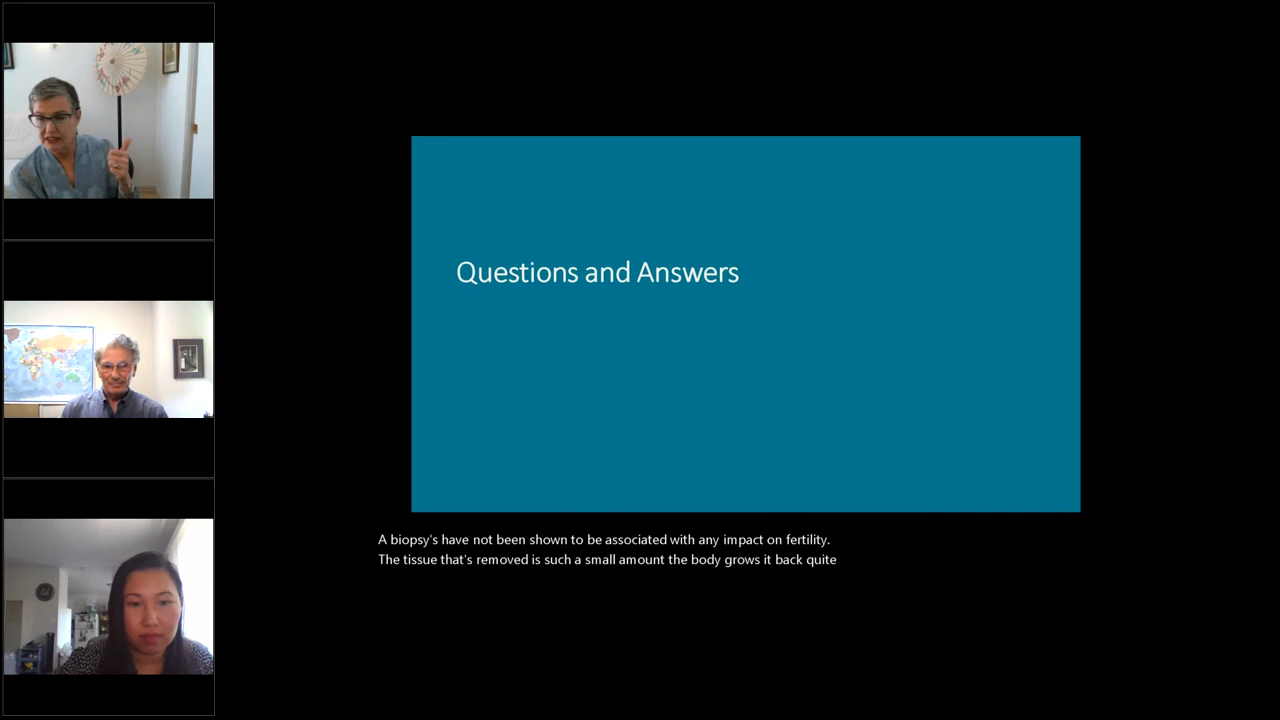 Questions and Answers
A biopsy's have not been shown to be associated with any impact on fertility.
The tissue that's removed is such a small amount the body grows it back quite